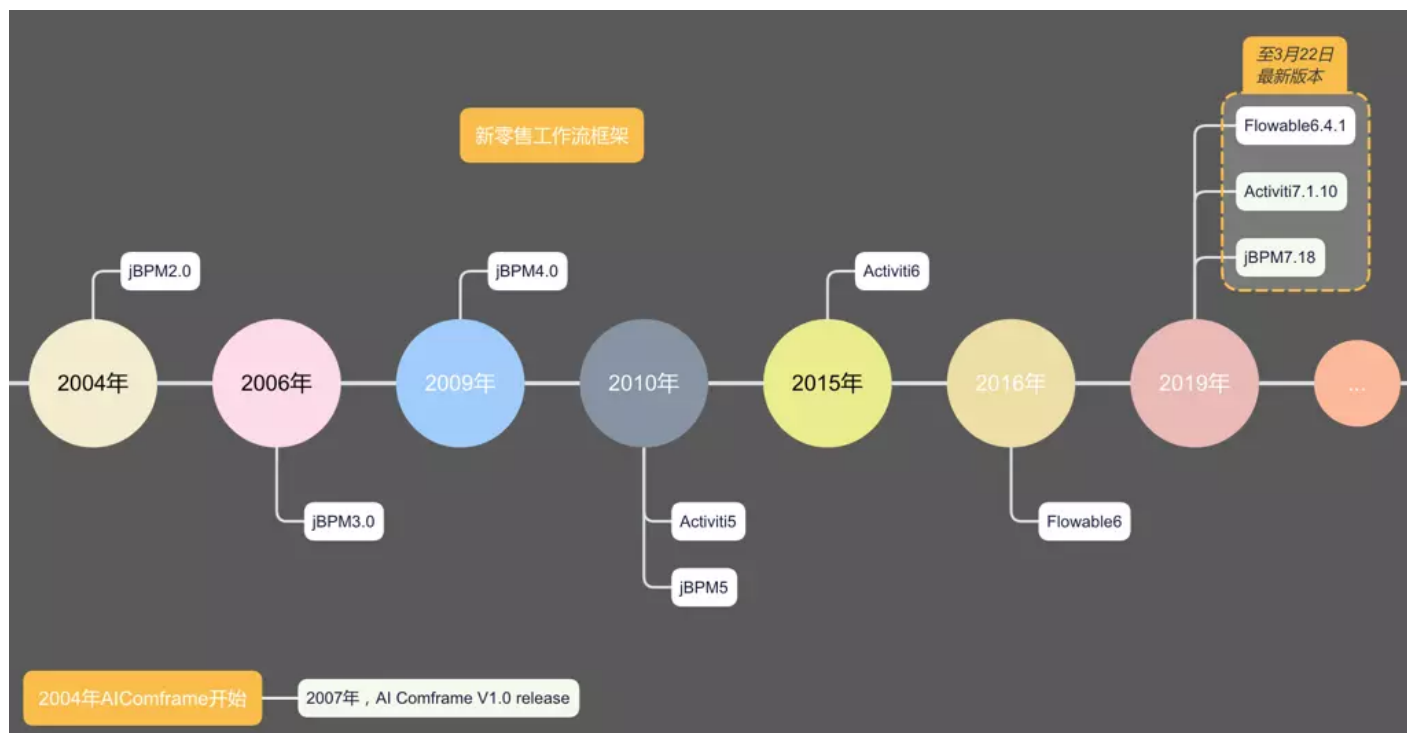 至3月22日
最新版本
新零售工作流框架
Flowable6.4.1
Activiti7.1.10
jBPM7.18
jBPM2.0
jBPM4.0
Activiti6
2004年
2006年
2009年
2010年
2015年
2016年
2019年
...
jBPM3.0
Activiti5
Flowable6
jBPM5
2004年AIComframe开始
2007年，AI Comframe V1.0 release